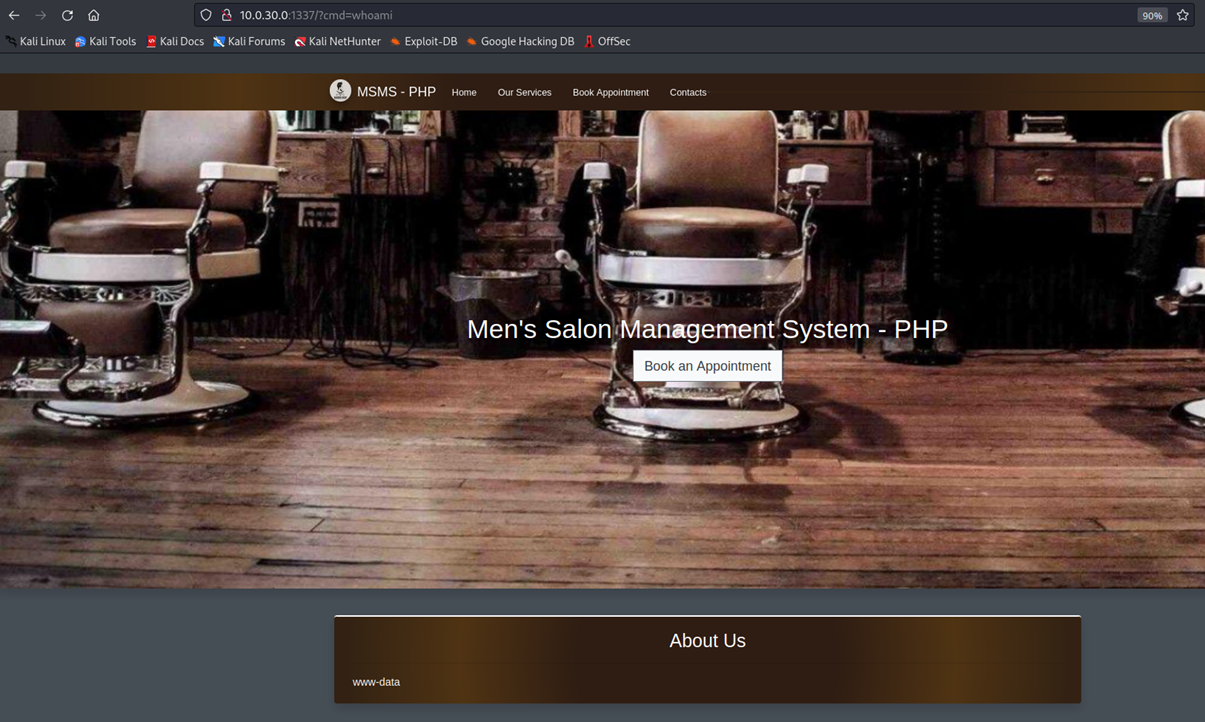 10.0.30.0:1337/?cmd=whoami
90%
Kali Linux Kali Tools Kali Docs Kali Forums Kali NetHunter Exploit-DB Google Hacking DB OffSec
MSMS - PHP Home Our Services Book Appointment Contacts
Men's Salon Management System - PHP
Book an Appointment
About Us
www-data